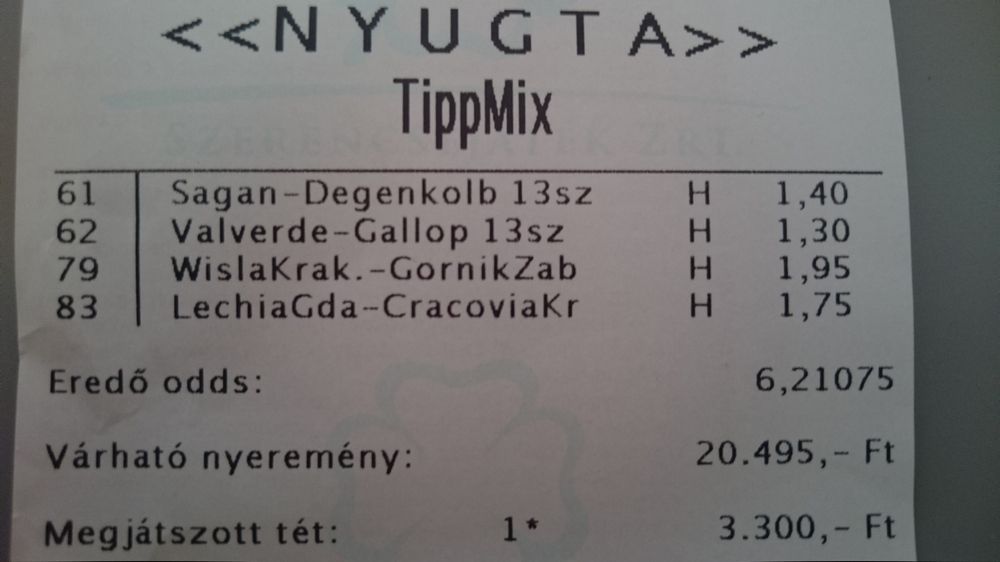 <<NYUGTA>>
TippMix
SZERENCSEJÁTÉK ZRT.
61 Sagan-Degenkolb 13sz H 1,40
62 Valverde-Gallop 13sz H 1,30
79 WislaKrak.-GornikZab H 1,95
83 LechiaGda-CracoviaKr H 1,75
Eredő odds: 6,21075
Várható nyeremény: 20.495,- Ft
Megjátszott tét: 1* 3.300,- Ft